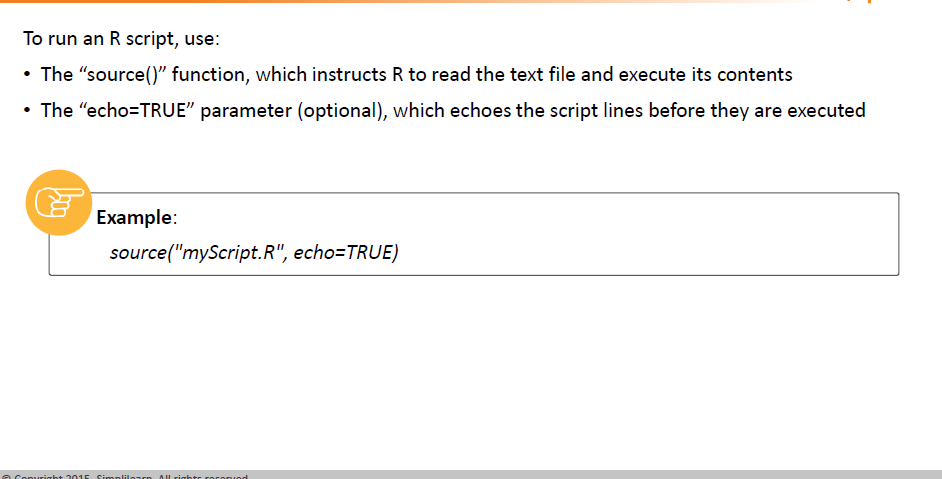 To run an R script, use:
• The “source()” function, which instructs R to read the text file and execute its contents
• The “echo=TRUE” parameter (optional), which echoes the script lines before they are executed
Example:
source("myScript.R", echo=TRUE)
© Copyright 2015, Simplilearn. All rights reserved.